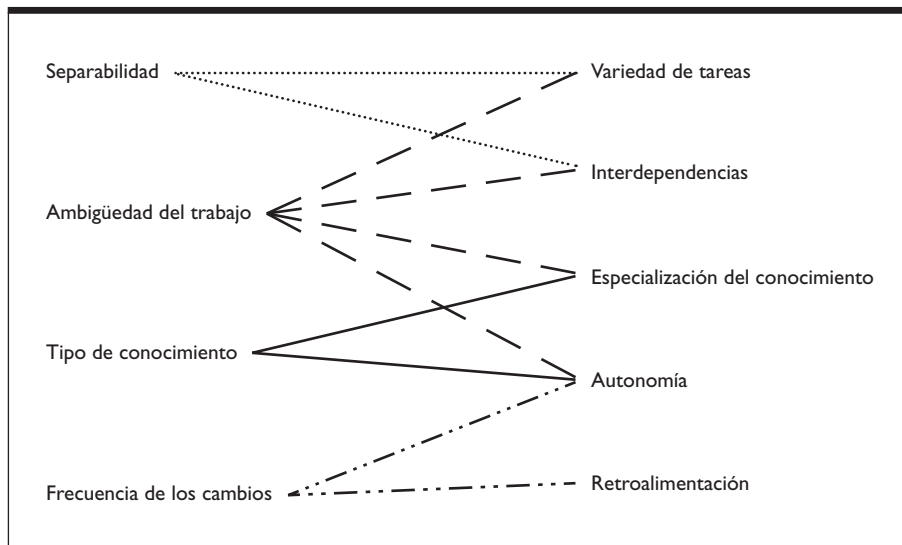 Separabilidad
Variedad de tareas
Interdependencias
Ambigüedad del trabajo
Especialización del conocimiento
Tipo de conocimiento
Autonomía
Frecuencia de los cambios
Retroalimentación